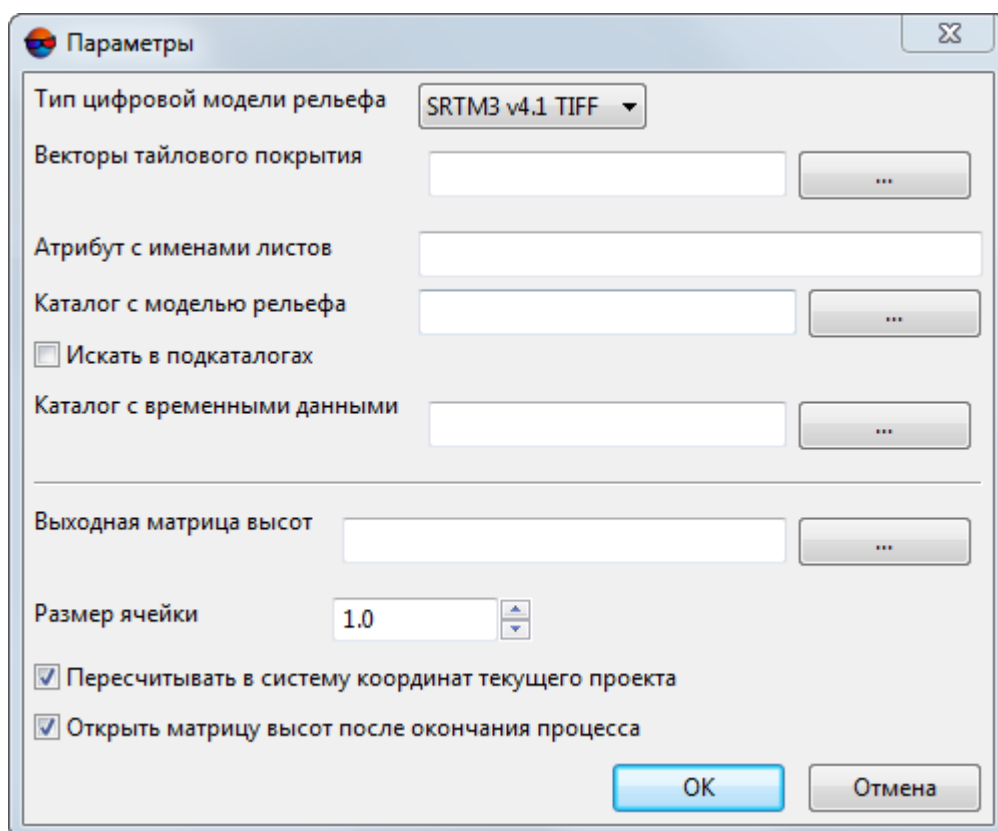 Параметры
Тип цифровой модели рельефа SRTM3 v4.1 TIFF
Векторы тайлового покрытия ...
Атрибут с именами листов
Каталог с моделью рельефа ...
Искать в подкаталогах
Каталог с временными данными ...
Выходная матрица высот ...
Размер ячейки 1.0
Пересчитывать в систему координат текущего проекта
Открыть матрицу высот после окончания процесса
OK Отмена